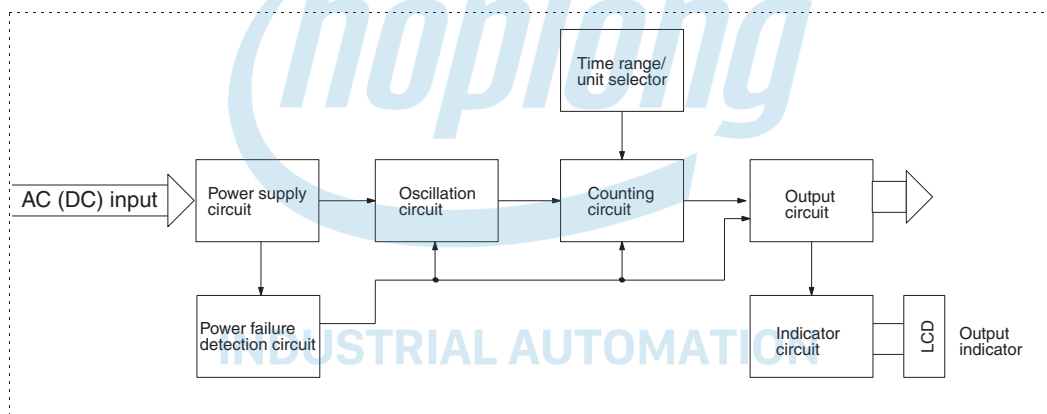 hoplong
Time range/
unit selector
AC (DC) input
Power supply
circuit
Oscillation
circuit
Counting
circuit
Output
circuit
Power failure
detection circuit
Indicator
circuit
LCD
Output
indicator
INDUSTRIAL AUTOMATION